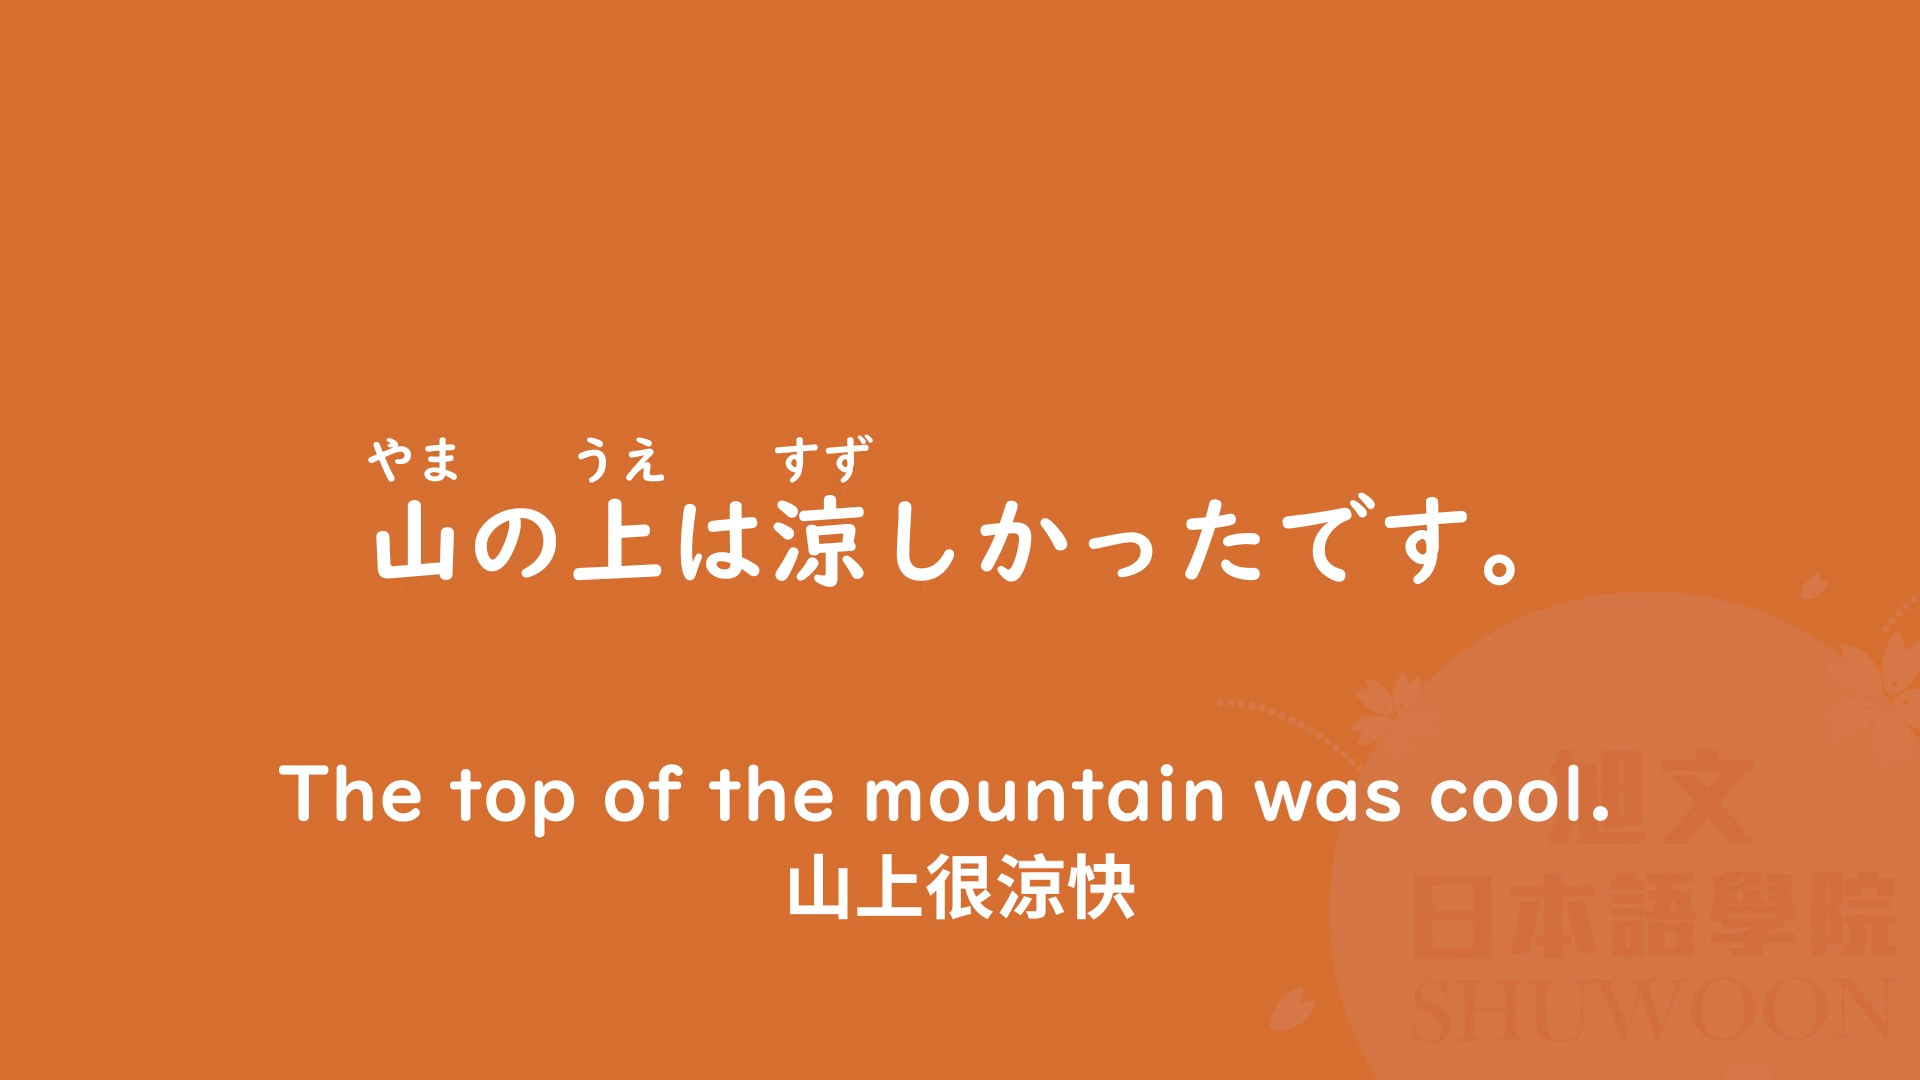 やま うえ すず
山の上は涼しかったです。
The top of the mountain was cool.
山上很涼快
旭文
日本語學院
SHUWOON